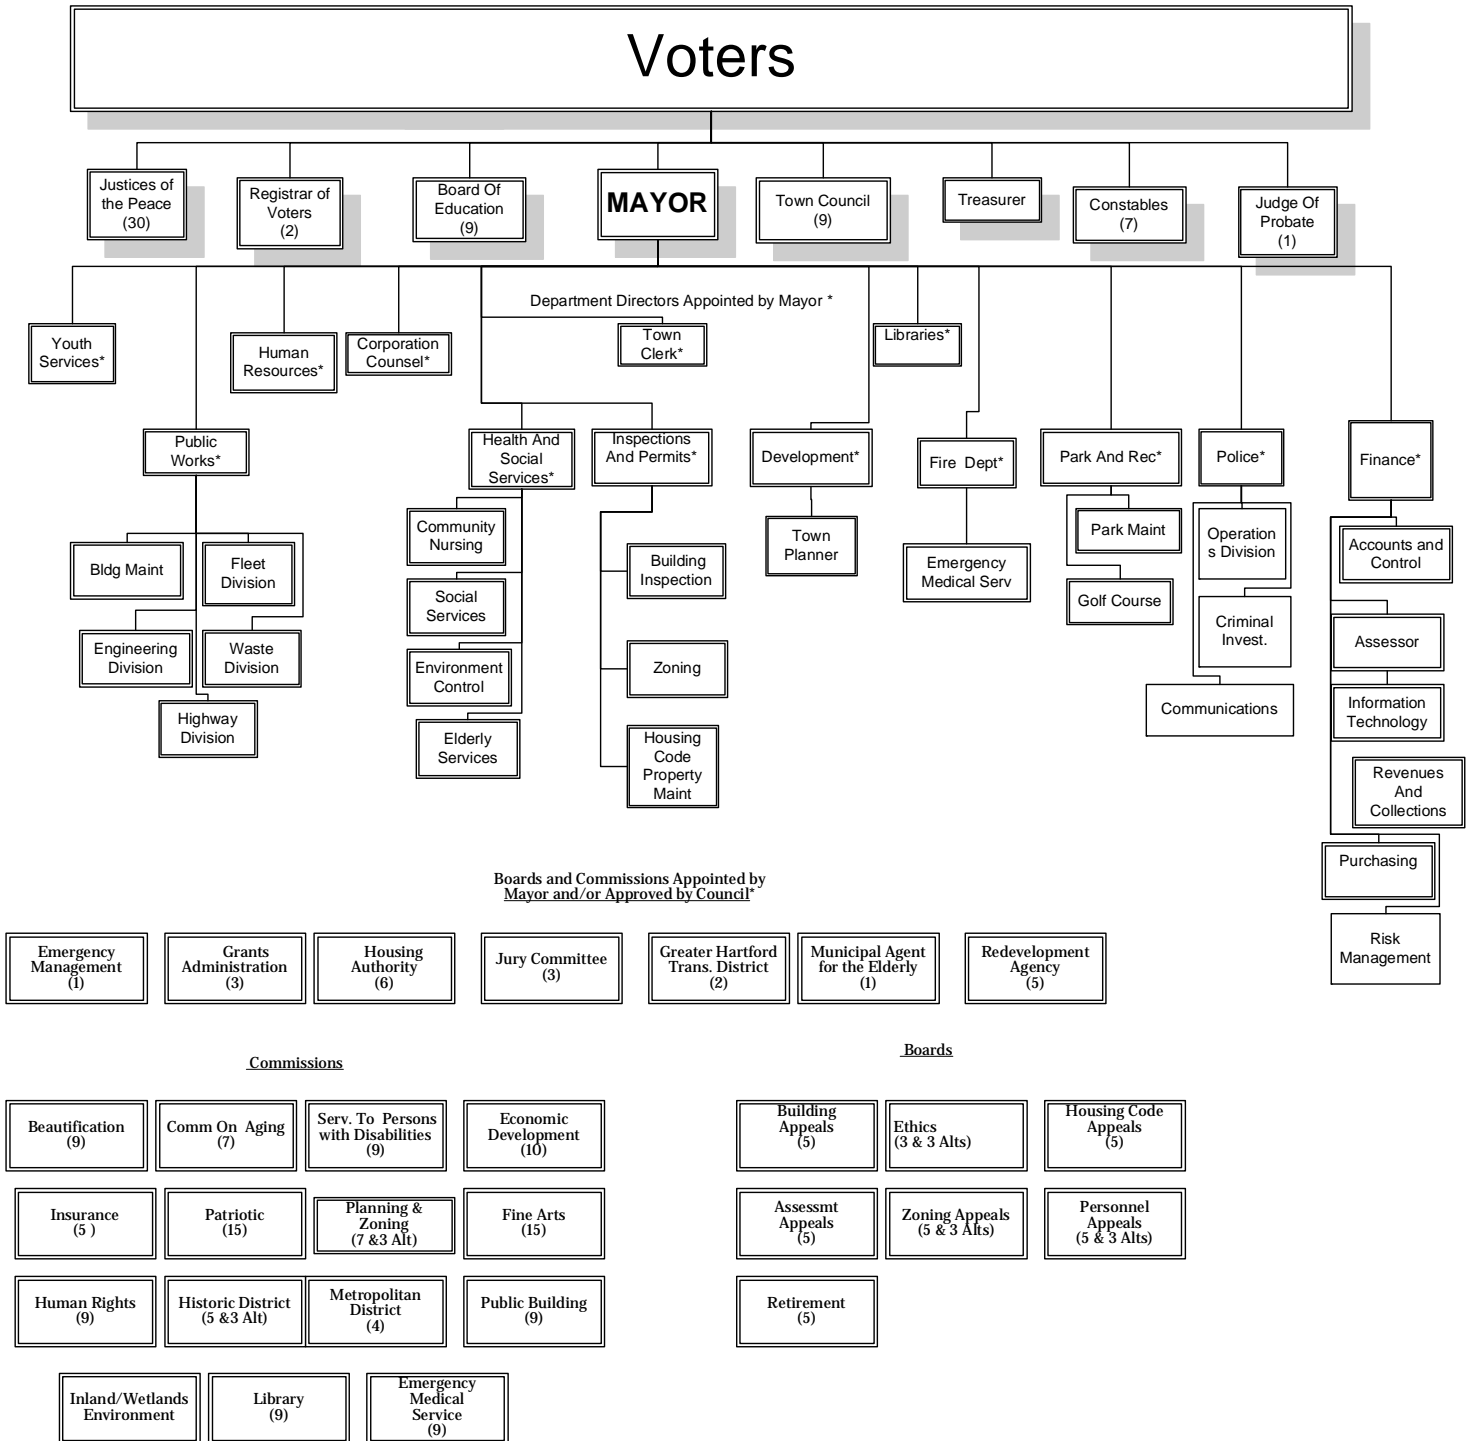 Voters
Justices of
the Peace
(30)
Registrar of
Voters
(2)
Board Of
Education
(9)
MAYOR
Town Council
(9)
Treasurer
Constables
(7)
Judge Of
Probate
(1)
Department Directors Appointed by Mayor *
Youth
Services*
Human
Resources*
Corporation
Counsel*
Town
Clerk*
Libraries*
Public
Works*
Health And
Social
Services*
Inspections
And Permits*
Development*
Fire Dept*
Park And Rec*
Police*
Finance*
Bldg Maint
Fleet
Division
Engineering
Division
Waste
Division
Highway
Division
Community
Nursing
Social
Services
Environment
Control
Elderly
Services
Building
Inspection
Zoning
Housing
Code
Property
Maint
Town
Planner
Emergency
Medical Serv
Park Maint
Golf Course
Operation
s Division
Criminal
Invest.
Communications
Accounts and
Control
Assessor
Information
Technology
Revenues
And
Collections
Purchasing
Risk
Management
Boards and Commissions Appointed by
Mayor and/or Approved by Council*
Emergency
Management
(1)
Grants
Administration
(3)
Housing
Authority
(6)
Jury Committee
(3)
Greater Hartford
Trans. District
(2)
Municipal Agent
for the Elderly
(1)
Redevelopment
Agency
(5)
Commissions
Beautification
(9)
Comm On Aging
(7)
Serv. To Persons
with Disabilities
(9)
Economic
Development
(10)
Insurance
(5 )
Patriotic
(15)
Planning &
Zoning
(7 &3 Alt)
Fine Arts
(15)
Human Rights
(9)
Historic District
(5 &3 Alt)
Metropolitan
District
(4)
Public Building
(9)
Inland/Wetlands
Environment
Library
(9)
Emergency
Medical
Service
(9)
Boards
Building
Appeals
(5)
Ethics
(3 & 3 Alts)
Housing Code
Appeals
(5)
Assessmt
Appeals
(5)
Zoning Appeals
(5 & 3 Alts)
Personnel
Appeals
(5 & 3 Alts)
Retirement
(5)